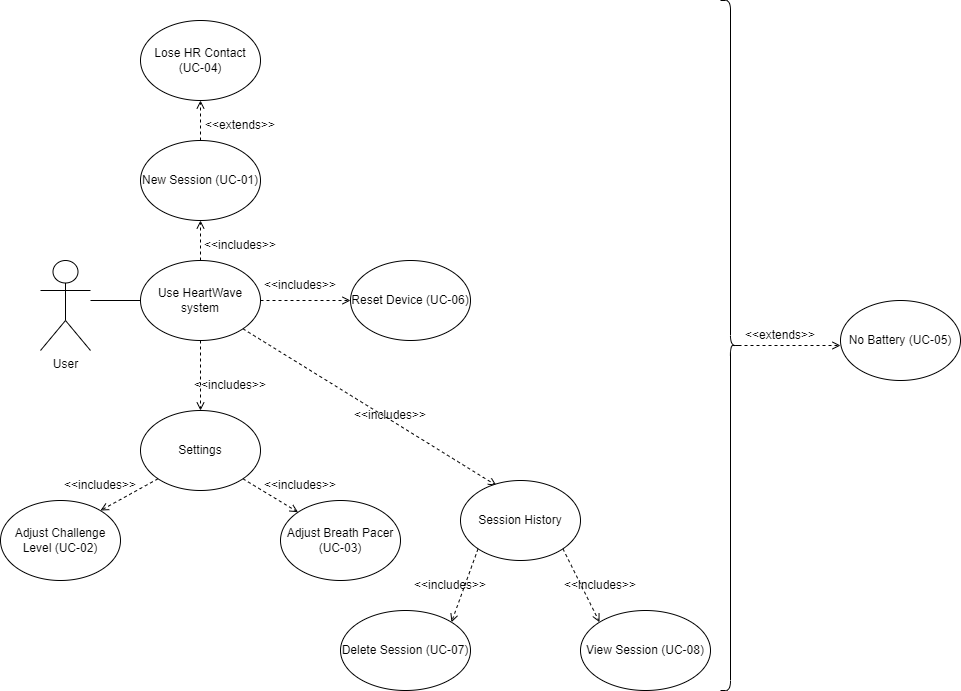 Lose HR Contact
(UC-04)
<<extends>>
New Session (UC-01)
<<includes>>
Use HeartWave
system
<<includes>>
Reset Device (UC-06)
User
<<extends>>
No Battery (UC-05)
<<includes>>
<<includes>>
Settings
<<includes>>
<<includes>>
Adjust Challenge
Level (UC-02)
Adjust Breath Pacer
(UC-03)
Session History
<<includes>>
<<includes>>
Delete Session (UC-07)
View Session (UC-08)